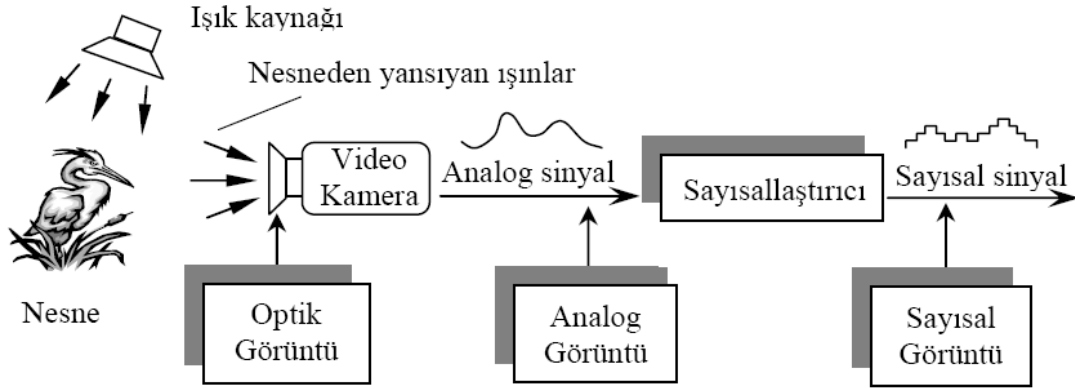 Işık kaynağı
Nesneden yansıyan ışınlar
Video
Kamera
Analog sinyal
Sayısallaştırıcı
Sayısal sinyal
Nesne
Optik
Görüntü
Analog
Görüntü
Sayısal
Görüntü